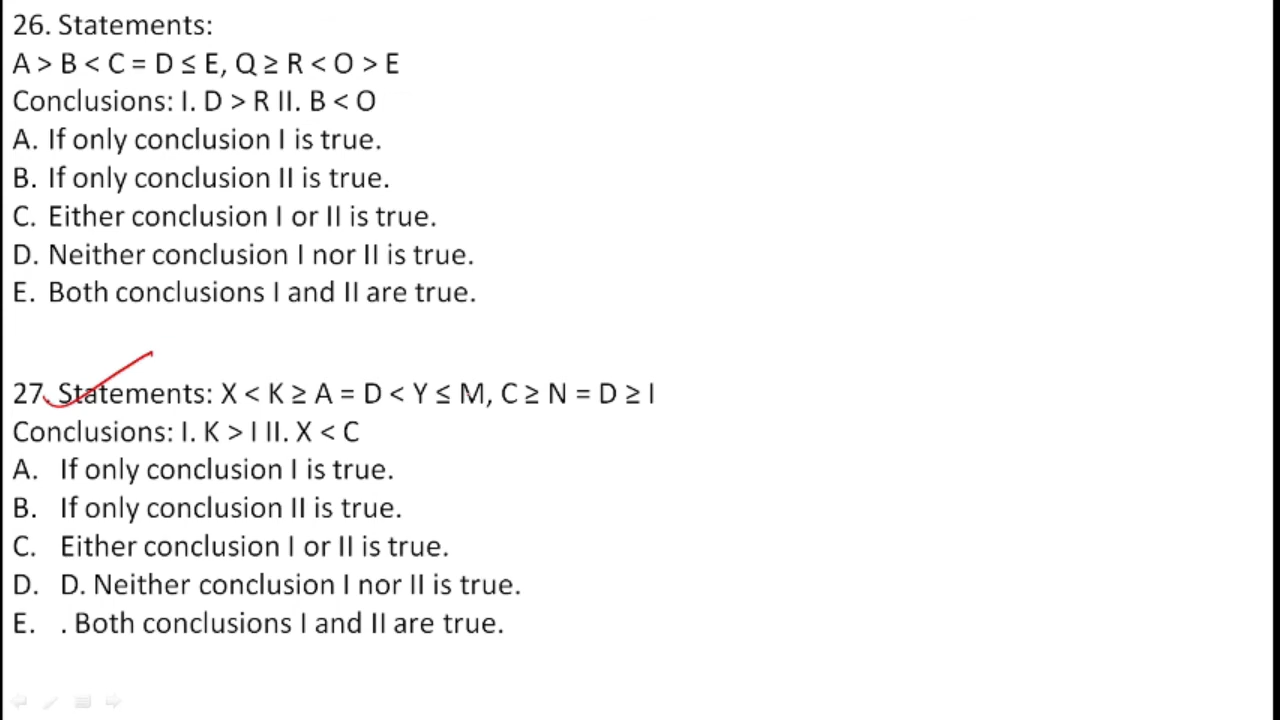 26. Statements:
A > B < C = D ≤ E, Q ≥ R < O > E
Conclusions: I. D > R II. B < O
A. If only conclusion I is true.
B. If only conclusion II is true.
C. Either conclusion I or II is true.
D. Neither conclusion I nor II is true.
E. Both conclusions I and II are true.
27. Statements: X < K ≥ A = D < Y ≤ M, C ≥ N = D ≥ I
Conclusions: I. K > I II. X < C
A. If only conclusion I is true.
B. If only conclusion II is true.
C. Either conclusion I or II is true.
D. D. Neither conclusion I nor II is true.
E. . Both conclusions I and II are true.